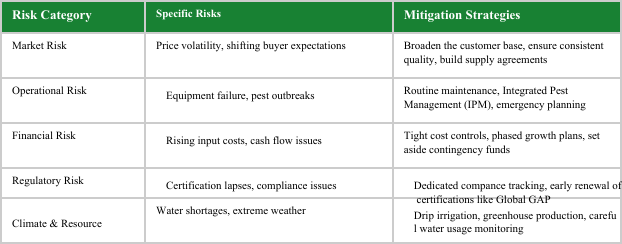 Risk Category
Specific Risks
Mitigation Strategies
Market Risk
Price volatility, shifting buyer expectations
Broaden the customer base, ensure consistent
quality, build supply agreements
Operational Risk
Equipment failure, pest outbreaks
Routine maintenance, Integrated Pest
Management (IPM), emergency planning
Financial Risk
Rising input costs, cash flow issues
Tight cost controls, phased growth plans, set
aside contingency funds
Regulatory Risk
Certification lapses, compliance issues
Dedicated compance tracking, early renewal of
certifications like Global GAP
Climate & Resource
Water shortages, extreme weather
Drip irrigation, greenhouse production, carefu
l water usage monitoring